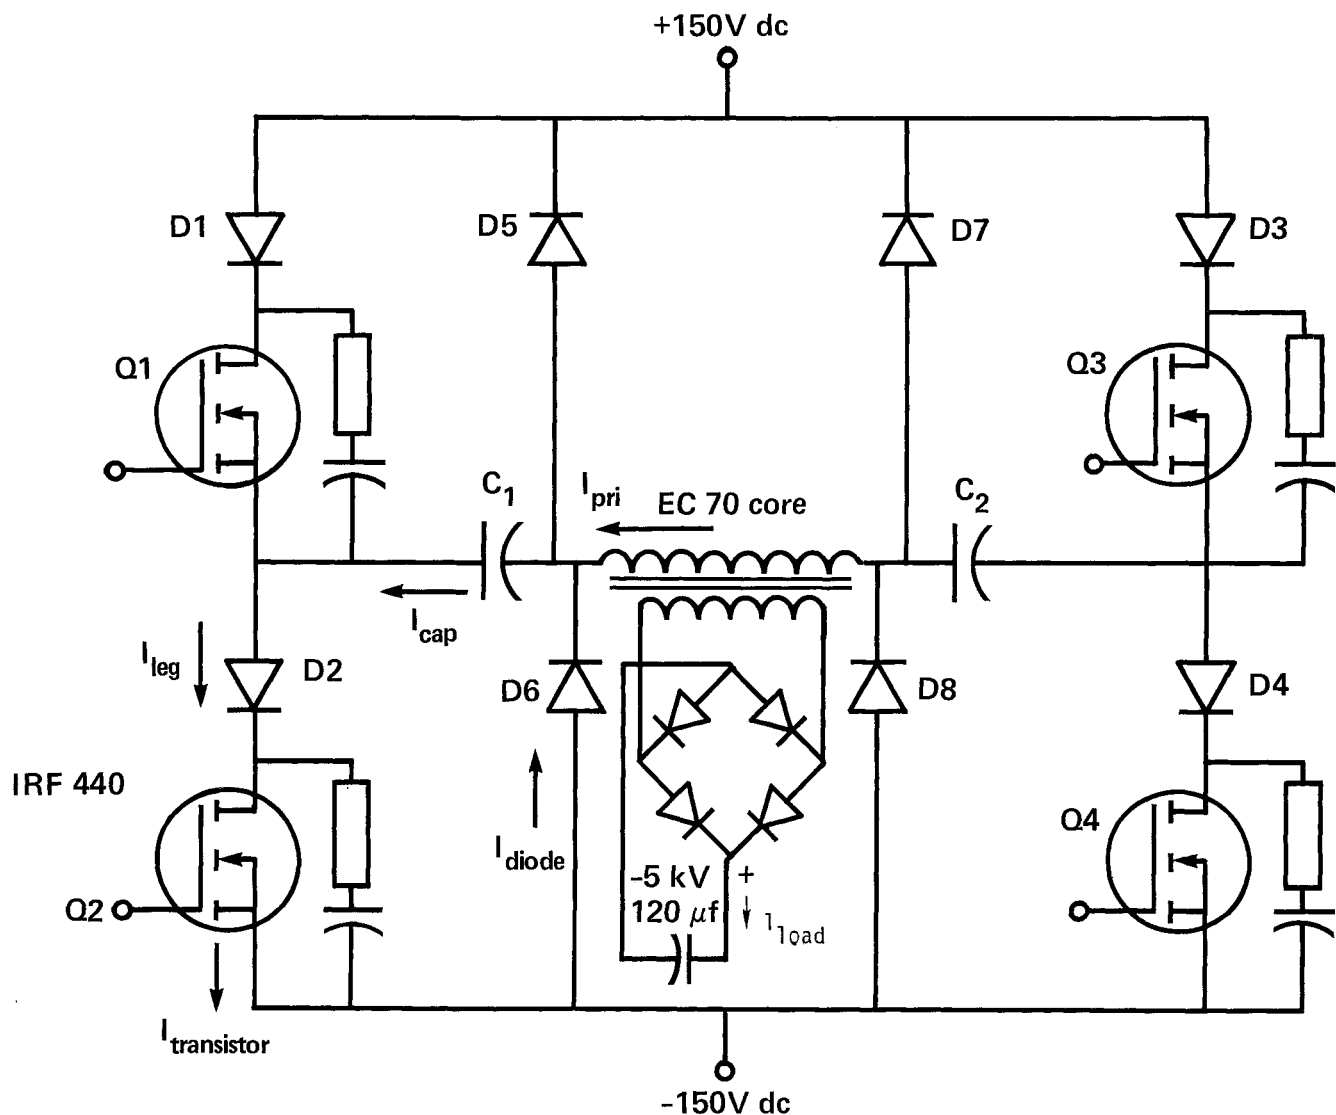 +150V dc
D1
D5
D7
D3
Q1
Q3
C1
Ipri
EC 70 core
C2
Icap
Ileg
D2
D6
D8
D4
IRF 440
Idiode
Q4
-5 kV +
120 μf
Iload
Q2
Itransistor
-150V dc